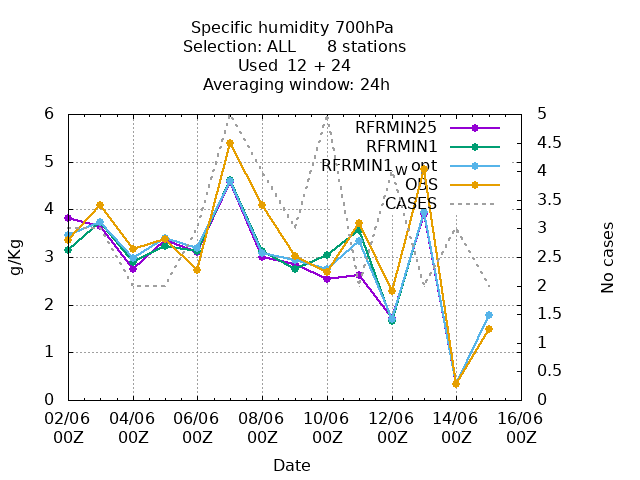 Specific humidity 700hPa
Selection: ALL      8 stations
Used  12 + 24
Averaging window: 24h
RFRMIN25
RFRMIN1
RFRMIN1w opt
OBS
CASES
g/Kg
No cases
6
5
4
3
2
1
0
5
4.5
4
3.5
3
2.5
2
1.5
1
0.5
0
02/06 04/06 06/06 08/06 10/06 12/06 14/06 16/06
00Z 00Z 00Z 00Z 00Z 00Z 00Z 00Z
Date